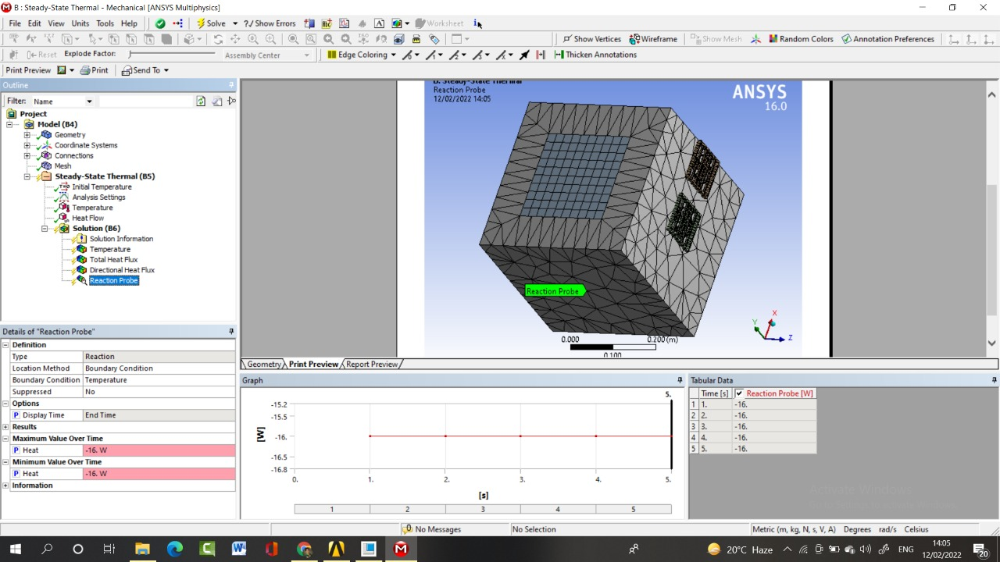 B : Steady-State Thermal - Mechanical [ANSYS Multiphysics]
File Edit View Units Tools Help Solve ?/ Show Errors Worksheet
Show Vertices Wireframe Show Mesh Random Colors Annotation Preferences
Reset Explode Factor: Assembly Center Edge Coloring Thicken Annotations
Print Preview Print Send To
Outline
Filter: Name
Project
Model (B4)
Geometry
Coordinate Systems
Connections
Mesh
Steady-State Thermal (B5)
Initial Temperature
Analysis Settings
Temperature
Heat Flow
Solution (B6)
Solution Information
Temperature
Total Heat Flux
Directional Heat Flux
Reaction Probe
B: Steady-State Thermal
Reaction Probe
12/02/2022 14:05
ANSYS
16.0
Reaction Probe
X
Y
Z
0.000 0.200 (m)
0.100
Geometry Print Preview Report Preview
Details of "Reaction Probe"
Definition
Type Reaction
Location Method Boundary Condition
Boundary Condition Temperature
Suppressed No
Options
P Display Time End Time
Results
Maximum Value Over Time
P Heat -16. W
Minimum Value Over Time
P Heat -16. W
Information
Graph
5.
-15.2
-15.5
-16.
-16.5
-16.8
[W]
0. 1. 2. 3. 4. 5.
[s]
1 2 3 4 5
Tabular Data
Time [s] Reaction Probe [W]
1 1. -16.
2 2. -16.
3 3. -16.
4 4. -16.
5 5. -16.
Activate Windows
No Messages No Selection Metric (m, kg, N, s, V, A) Degrees rad/s Celsius
20°C Haze ENG 14:05
12/02/2022 20